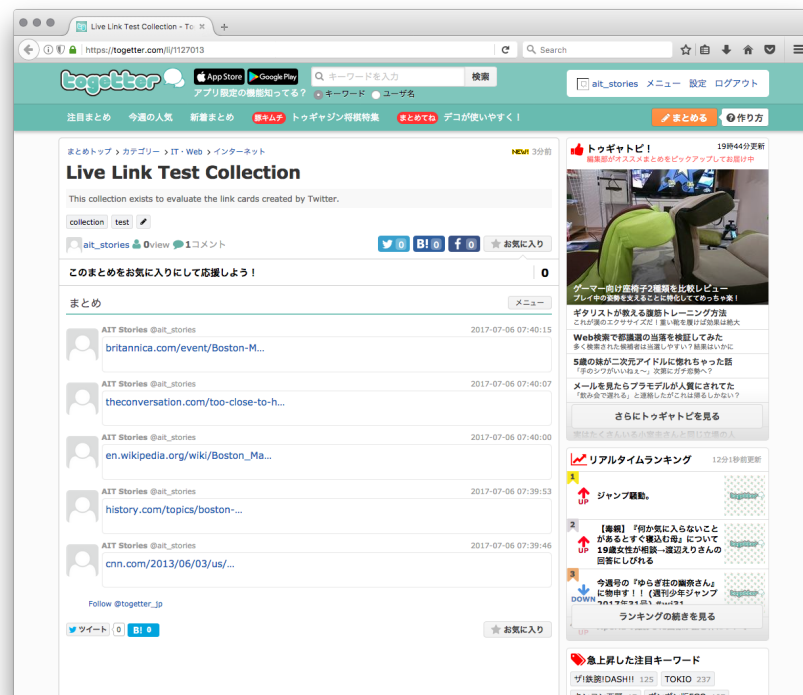 Live Link Test Collection - To
https://togetter.com/li/1127013
Search
togetter
App Store
Google Play
キーワードを入力
検索
アプリ限定の機能知ってる？
キーワード
ユーザ名
ait_stories
メニュー
設定
ログアウト
注目まとめ
今週の人気
新着まとめ
豚キムチ
トゥギャジン将棋特集
まとめてね
デコが使いやすく！
まとめる
作り方
まとめトップ
カテゴリー
IT・Web
インターネット
NEW! 3分前
Live Link Test Collection
This collection exists to evaluate the link cards created by Twitter.
collection
test
ait_stories
0view
1コメント
0
B! 0
f 0
お気に入り
このまとめをお気に入りにして応援しよう！
0
まとめ
メニュー
AIT Stories @ait_stories
2017-07-06 07:40:15
britannica.com/event/Boston-M...
AIT Stories @ait_stories
2017-07-06 07:40:07
theconversation.com/too-close-to-h...
AIT Stories @ait_stories
2017-07-06 07:40:00
en.wikipedia.org/wiki/Boston_Ma...
AIT Stories @ait_stories
2017-07-06 07:39:53
history.com/topics/boston-...
AIT Stories @ait_stories
2017-07-06 07:39:46
cnn.com/2013/06/03/us/...
Follow @togetter_jp
ツイート
0
B! 0
お気に入り
トゥギャトピ！
19時44分更新
編集部がオススメまとめをピックアップしてお届け中
ゲーマー向け座椅子2種類を比較レビュー
プレイ中の姿勢を支えることに特化しててめっちゃ楽！
ギタリストが教える腹筋トレーニング方法
これが漢のエクササイズだ！重い靴を履けば効果は絶大
Web検索で都議選の当落を検証してみた
多く検索された候補者は当選しやすい？結果はいかに
5歳の妹が二次元アイドルに惚れちゃった話
「手のシワがいいねぇ〜」次第にガチ恋勢へ？
メールを見たらプラモデルが人質にされてた
「飲み会で遅れる」と連絡したがこれは焦るしかない？
さらにトゥギャトピを見る
リアルタイムランキング
12分1秒前更新
1
UP
ジャンプ騒動。
togetter
2
UP
【毒親】『何か気に入らないこと
があるとすぐ寝込む母』について
19歳女性が相談→渡辺えりさんの
回答にしびれる
togetter
3
DOWN
今週号の『ゆらぎ荘の幽奈さん』
に物申す！！(週刊少年ジャンプ
2017年31号) #wj31
togetter
ランキングの続きを見る
急上昇した注目キーワード
ザ!鉄腕!DASH!! 125
TOKIO 237